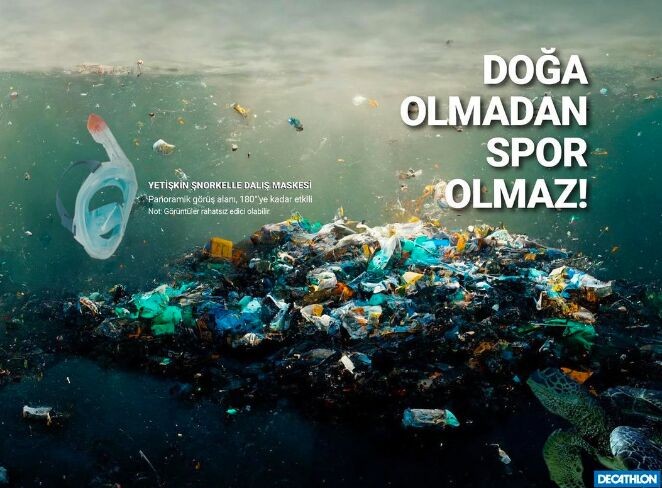 DOĞA
OLMADAN
SPOR
OLMAZ!
YETİŞKİN ŞNORKELLE DALIŞ MASKESİ
Panoramik görüş alanı, 180°'ye kadar etkili
Not: Görüntüler rahatsız edici olabilir.
DECATHLON